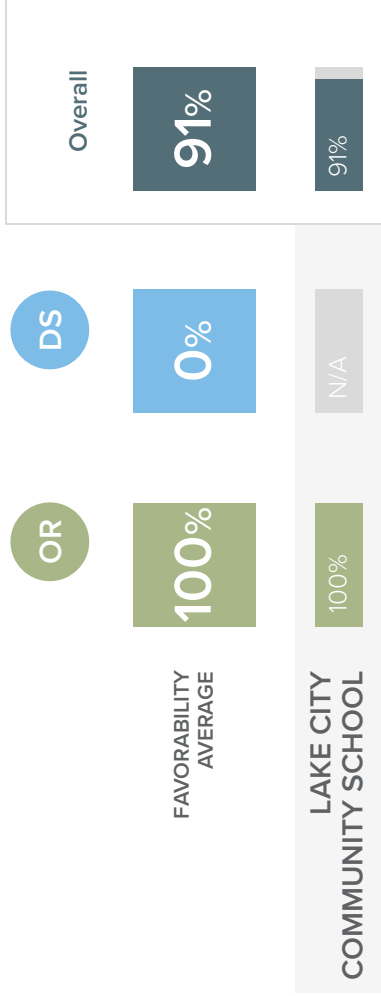 OR
DS
Overall
FAVORABILITY
AVERAGE
100%
0%
91%
LAKE CITY
COMMUNITY SCHOOL
100%
N/A
91%